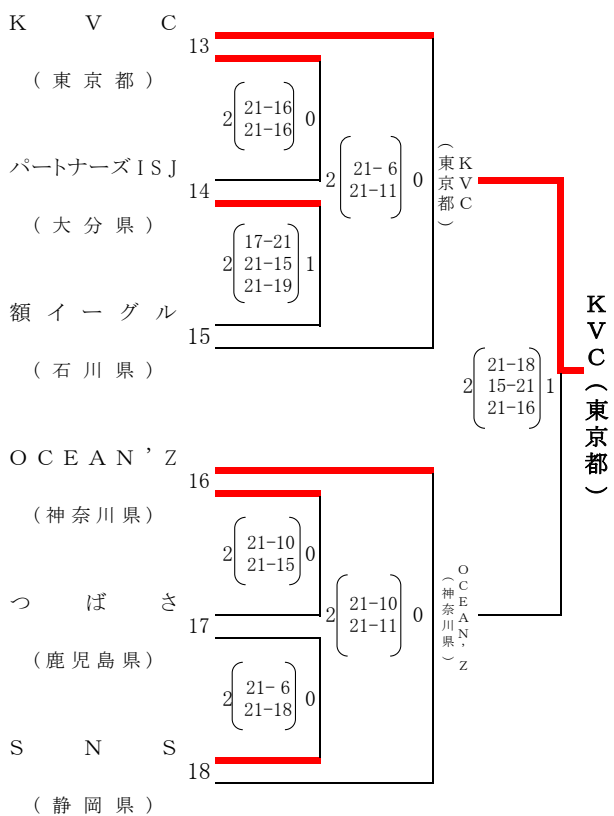 KVC
13
(東京都)
2 21-16 0
21-16
パートナーズISJ
14
(大分県)
2 17-21 1
21-15
21-19
額イーグル
15
(石川県)
2 21- 6 0
21-11
KVC
(東京都)
OCEAN'Z
16
(神奈川県)
2 21-10 0
21-15
つばさ
17
(鹿児島県)
2 21- 6 0
21-18
SNS
18
(静岡県)
2 21-10 0
21-11
OCEAN'Z
(神奈川県)
2 21-18 1
15-21
21-16
KVC(東京都)